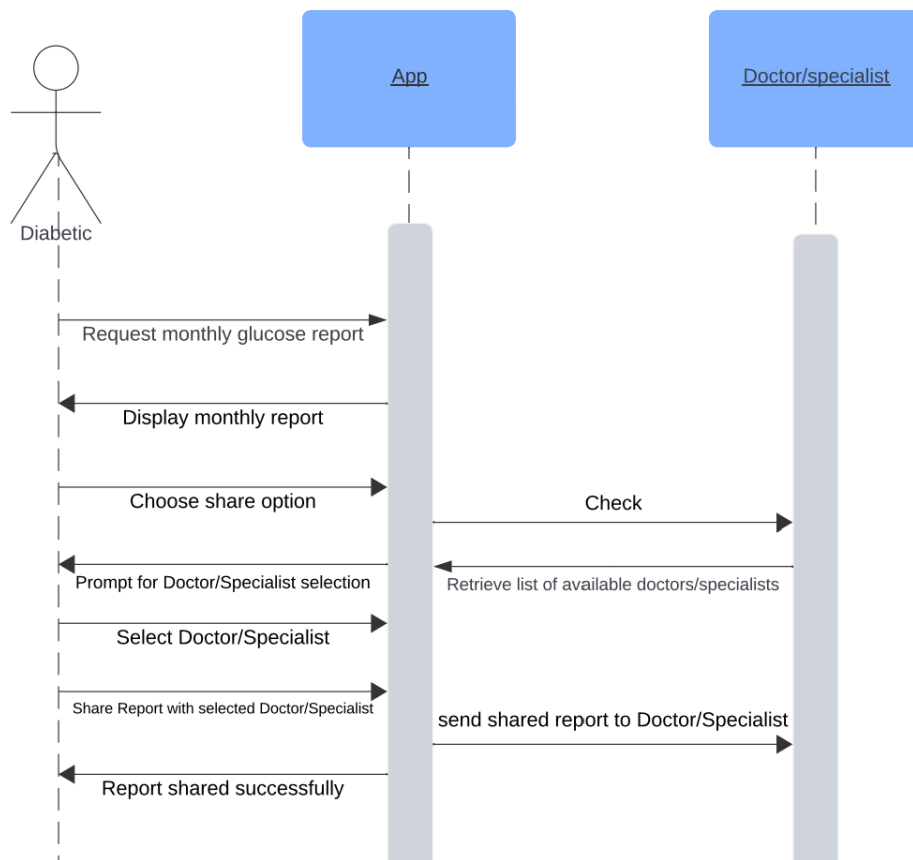 App
Doctor/specialist
Diabetic
Request monthly glucose report
Display monthly report
Choose share option
Check
Prompt for Doctor/Specialist selection
Retrieve list of available doctors/specialists
Select Doctor/Specialist
Share Report with selected Doctor/Specialist
send shared report to Doctor/Specialist
Report shared successfully